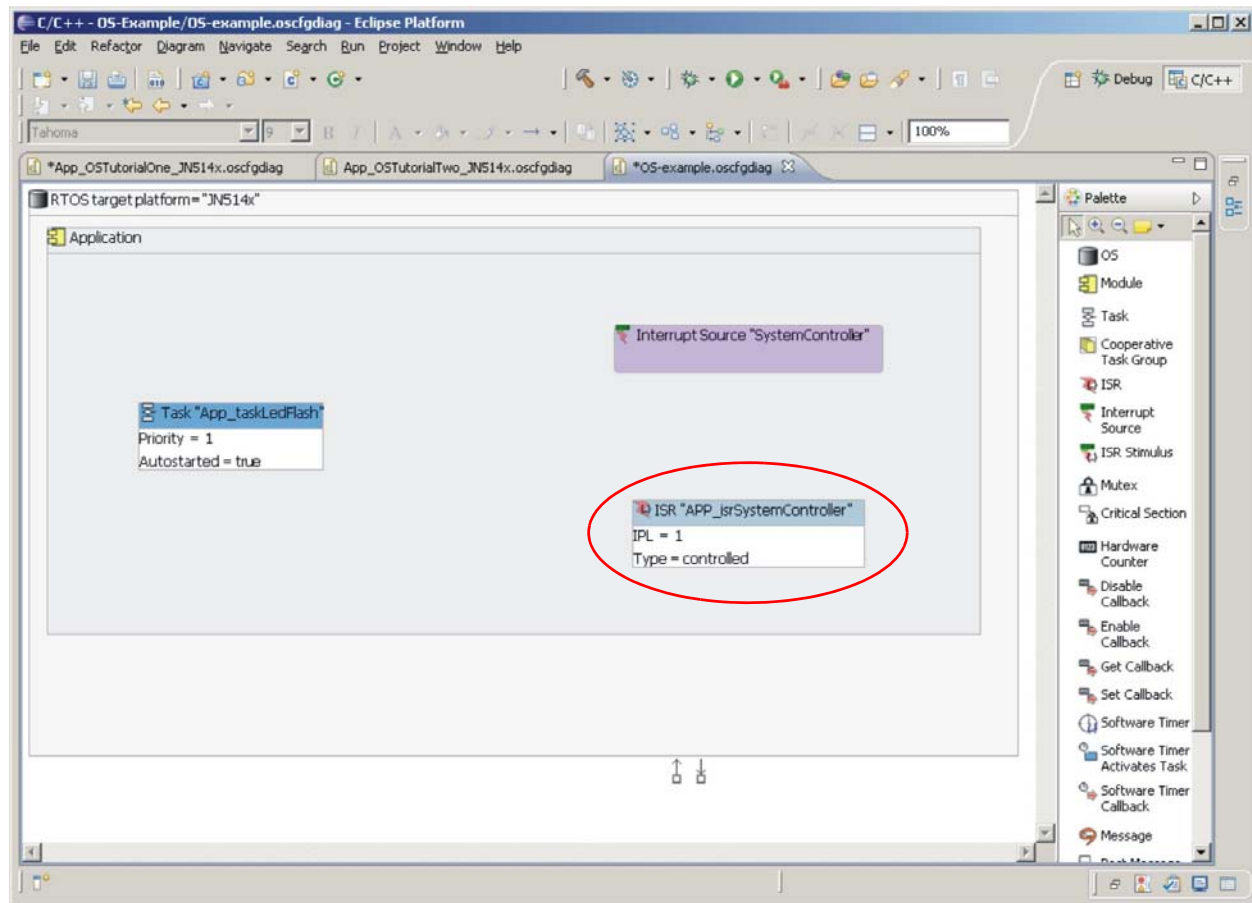 C/C++ - OS-Example/OS-example.oscfgdiag - Eclipse Platform
File Edit Refactor Diagram Navigate Search Run Project Window Help
Debug C/C++
Tahoma 9 B I A 100%
*App_OSTutorialOne_JN514x.oscfgdiag App_OSTutorialTwo_JN514x.oscfgdiag *OS-example.oscfgdiag
RTOS target platform="JN514x"
Application
Interrupt Source "SystemController"
Task "App_taskLedFlash"
Priority = 1
Autostarted = true
ISR "APP_isrSystemController"
IPL = 1
Type = controlled
Palette
OS
Module
Task
Cooperative
Task Group
ISR
Interrupt
Source
ISR Stimulus
Mutex
Critical Section
Hardware
Counter
Disable
Callback
Enable
Callback
Get Callback
Set Callback
Software Timer
Software Timer
Activates Task
Software Timer
Callback
Message